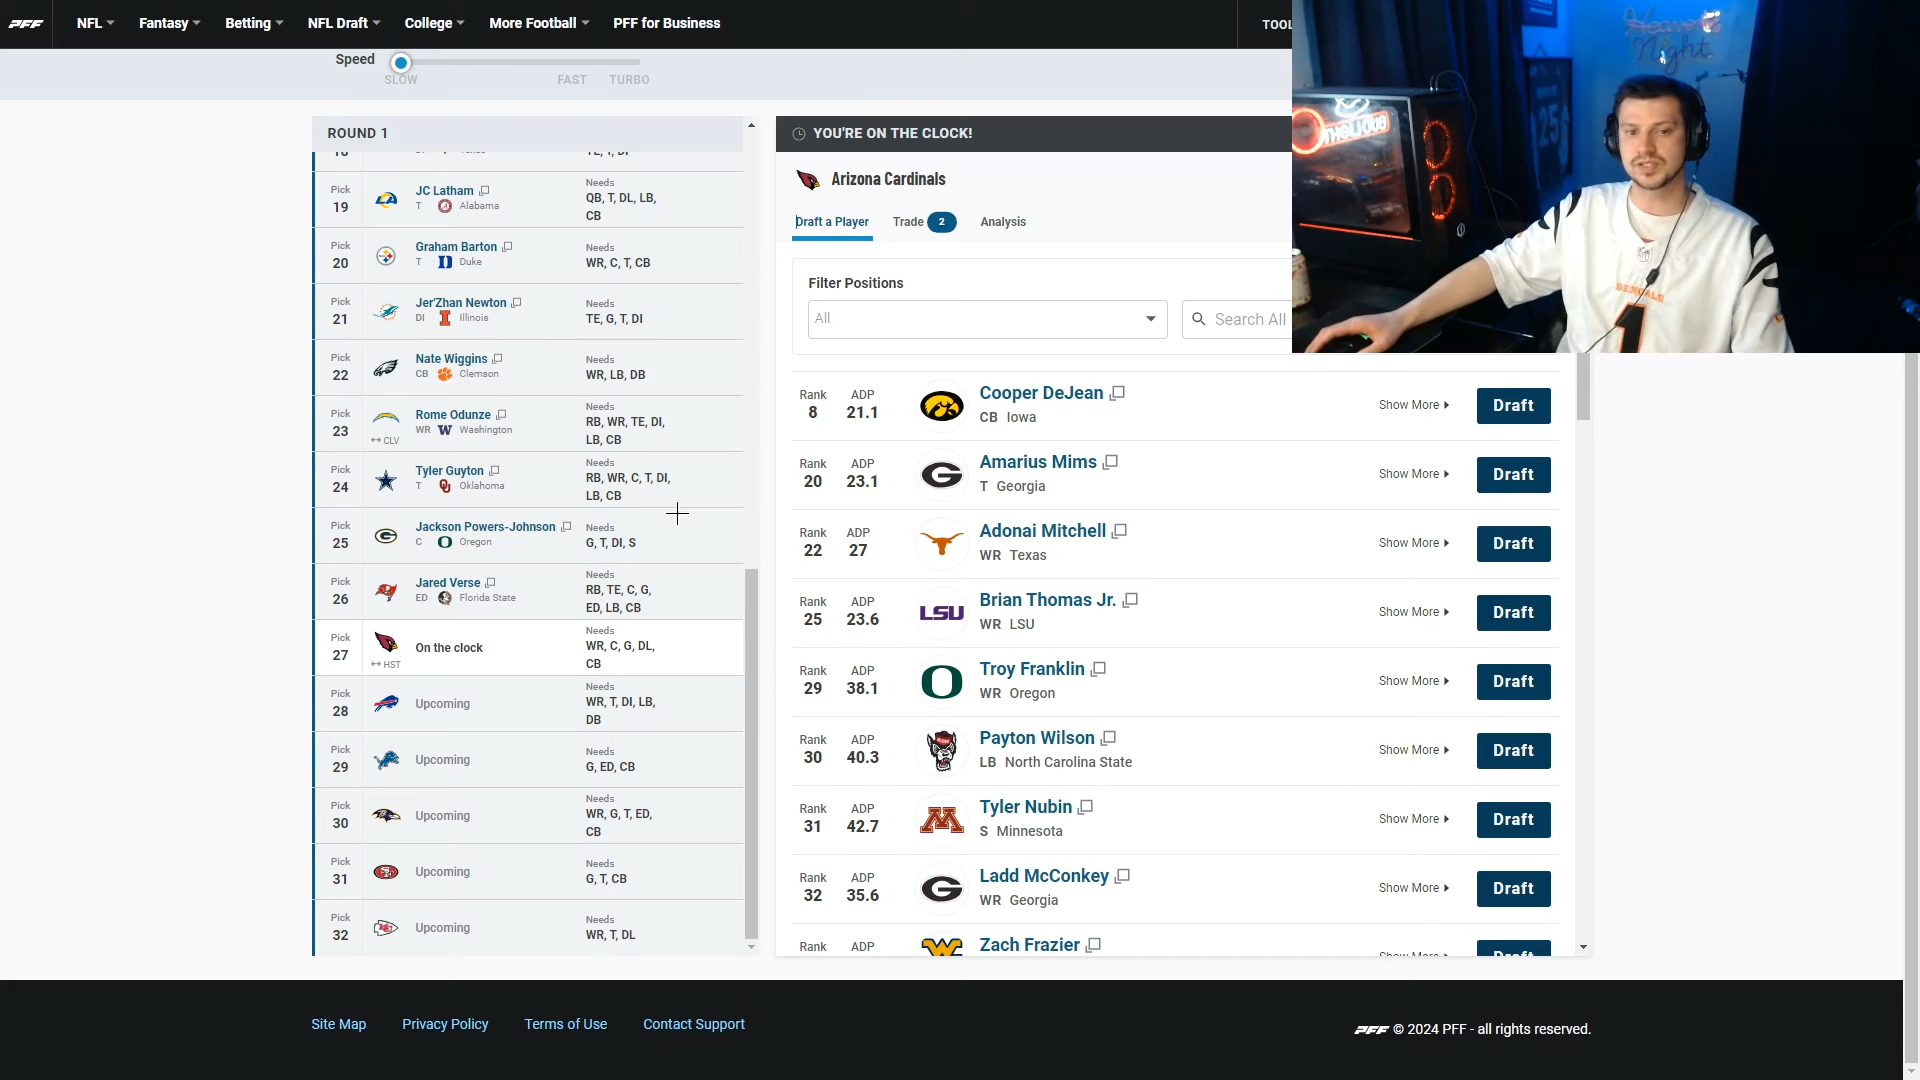 PFF
NFL
Fantasy
Betting
NFL Draft
College
More Football
PFF for Business
TOOL
Speed
SLOW
FAST
TURBO
ROUND 1
Pick
19
JC Latham
T Alabama
Needs
QB, T, DL, LB,
CB
Pick
20
Graham Barton
T Duke
Needs
WR, C, T, CB
Pick
21
Jer'Zhan Newton
DI Illinois
Needs
TE, G, T, DI
Pick
22
Nate Wiggins
CB Clemson
Needs
WR, LB, DB
Pick
23
CLV
Rome Odunze
WR Washington
Needs
RB, WR, TE, DI,
LB, CB
Pick
24
Tyler Guyton
T Oklahoma
Needs
RB, WR, C, T, DI,
LB, CB
Pick
25
Jackson Powers-Johnson
C Oregon
Needs
G, T, DI, S
Pick
26
Jared Verse
ED Florida State
Needs
RB, TE, C, G,
ED, LB, CB
Pick
27
HST
On the clock
Needs
WR, C, G, DL,
CB
Pick
28
Upcoming
Needs
WR, T, DI, LB,
DB
Pick
29
Upcoming
Needs
G, ED, CB
Pick
30
Upcoming
Needs
WR, G, T, ED,
CB
Pick
31
Upcoming
Needs
G, T, CB
Pick
32
Upcoming
Needs
WR, T, DL
YOU'RE ON THE CLOCK!
Arizona Cardinals
Draft a Player
Trade 2
Analysis
Filter Positions
All
Search All
Rank ADP
8 21.1
Cooper DeJean
CB Iowa
Show More
Draft
Rank ADP
20 23.1
Amarius Mims
T Georgia
Show More
Draft
Rank ADP
22 27
Adonai Mitchell
WR Texas
Show More
Draft
Rank ADP
25 23.6
LSU
Brian Thomas Jr.
WR LSU
Show More
Draft
Rank ADP
29 38.1
Troy Franklin
WR Oregon
Show More
Draft
Rank ADP
30 40.3
Payton Wilson
LB North Carolina State
Show More
Draft
Rank ADP
31 42.7
Tyler Nubin
S Minnesota
Show More
Draft
Rank ADP
32 35.6
Ladd McConkey
WR Georgia
Show More
Draft
Rank ADP
Zach Frazier
BENGALS
1
Site Map
Privacy Policy
Terms of Use
Contact Support
PFF © 2024 PFF - all rights reserved.